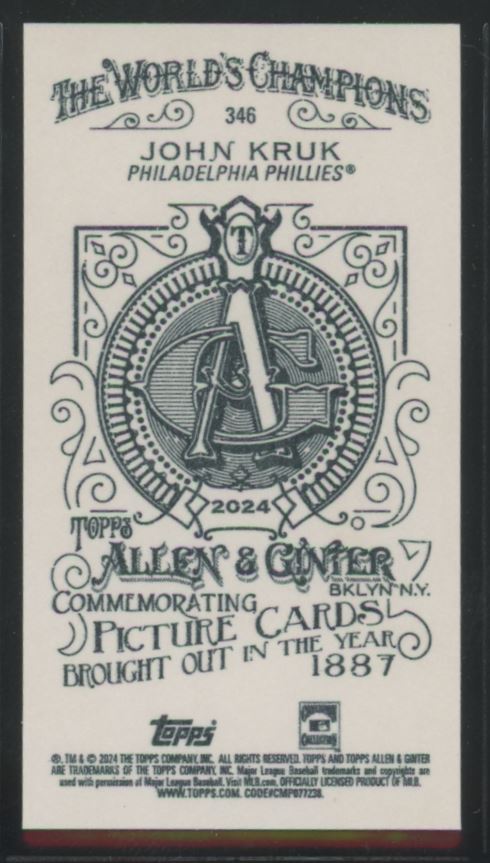 THE WORLD'S CHAMPIONS
346
JOHN KRUK
PHILADELPHIA PHILLIES®
T
A & G
2024
TOPPS
ALLEN & GINTER
BKLYN N.Y.
COMMEMORATING
PICTURE CARDS
BROUGHT OUT IN THE YEAR
1887
topps
®, TM & © 2024 THE TOPPS COMPANY, INC. ALL RIGHTS RESERVED. TOPPS AND TOPPS ALLEN & GINTER
ARE TRADEMARKS OF THE TOPPS COMPANY, INC. Major League Baseball trademarks and copyrights are
used with permission of Major League Baseball. Visit MLB.com. OFFICIALLY LICENSED PRODUCT OF MLB.
WWW.TOPPS.COM. CODE#CMP077238.